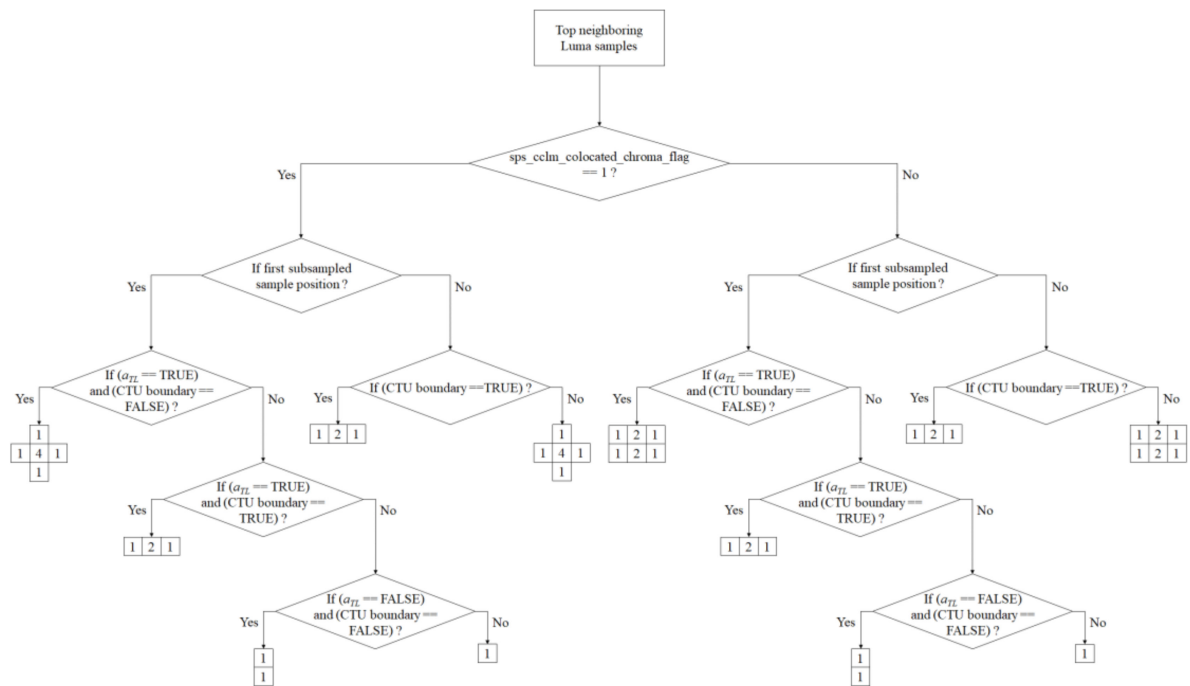 Top neighboring
Luma samples
sps_cclm_colocated_chroma_flag
== 1 ?
Yes
No
If first subsampled
sample position ?
If first subsampled
sample position ?
Yes
No
Yes
No
If (aTL == TRUE)
and (CTU boundary ==
FALSE) ?
If (CTU boundary ==TRUE) ?
If (aTL == TRUE)
and (CTU boundary ==
FALSE) ?
If (CTU boundary ==TRUE) ?
Yes
No
Yes
No
Yes
No
Yes
No
1
1 4 1
1
1 2 1
1
1 4 1
1
1 2 1
1 2 1
1 2 1
1 2 1
1 2 1
If (aTL == TRUE)
and (CTU boundary ==
TRUE) ?
If (aTL == TRUE)
and (CTU boundary ==
TRUE) ?
Yes
No
Yes
No
1 2 1
1 2 1
If (aTL == FALSE)
and (CTU boundary ==
FALSE) ?
If (aTL == FALSE)
and (CTU boundary ==
FALSE) ?
Yes
No
Yes
No
1
1
1
1
1
1